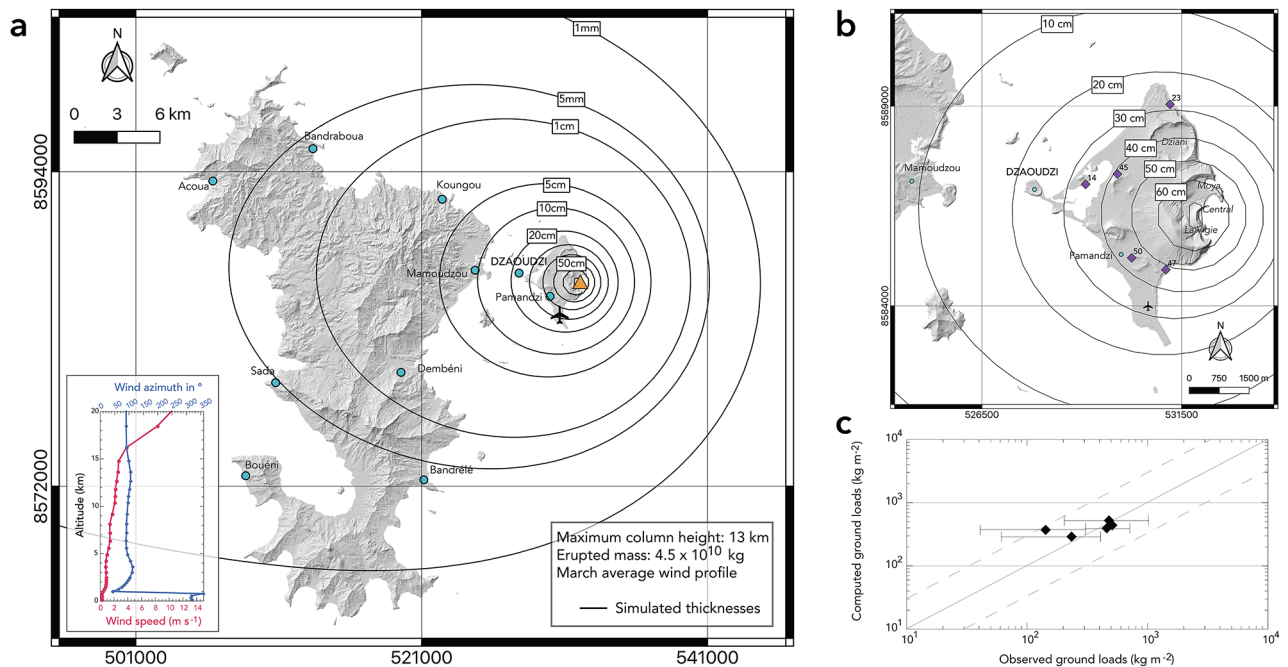 a
N
0 3 6 km
1mm
5mm
1cm
5cm
10cm
20cm
50cm
Bandraboua
Acoua
Koungou
Mamoudzou
DZAOUDZI
Pamandzi
Sada
Dembéni
Bouéni
Bandrélé
8594000
8572000
501000
521000
541000
Wind azimuth in °
0 50 100 150 200 250 300 350
Altitude (km)
20
15
10
5
0
0 2 4 6 8 10 12 14
Wind speed (m s-1)
Maximum column height: 13 km
Erupted mass: 4.5 x 10^10 kg
March average wind profile
Simulated thicknesses
b
10 cm
20 cm
30 cm
40 cm
50 cm
60 cm
23
Dziani
45
14
Moya
Central
La Vigie
Mamoudzou
DZAOUDZI
Pamandzi
50
47
N
0 750 1500 m
8589000
8584000
526500
531500
c
Computed ground loads (kg m-2)
10^4
10^3
10^2
10^1
10^1 10^2 10^3 10^4
Observed ground loads (kg m-2)